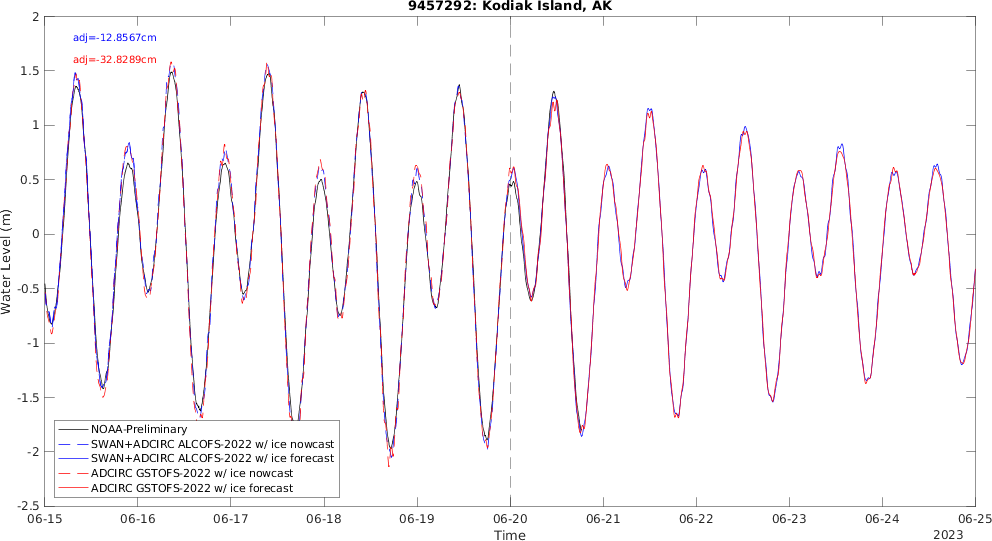 9457292: Kodiak Island, AK
adj=-12.8567cm
adj=-32.8289cm
Water Level (m)
2
1.5
1
0.5
0
-0.5
-1
-1.5
-2
-2.5
NOAA-Preliminary
SWAN+ADCIRC ALCOFS-2022 w/ ice nowcast
SWAN+ADCIRC ALCOFS-2022 w/ ice forecast
ADCIRC GSTOFS-2022 w/ ice nowcast
ADCIRC GSTOFS-2022 w/ ice forecast
06-15 06-16 06-17 06-18 06-19 06-20 06-21 06-22 06-23 06-24 06-25
Time
2023